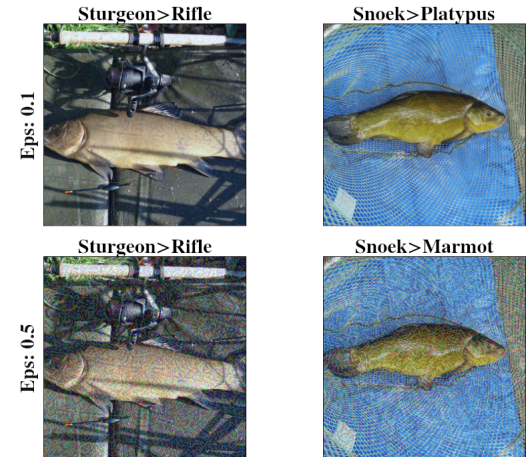 Sturgeon>Rifle
Snoek>Platypus
Eps: 0.1
Sturgeon>Rifle
Snoek>Marmot
Eps: 0.5